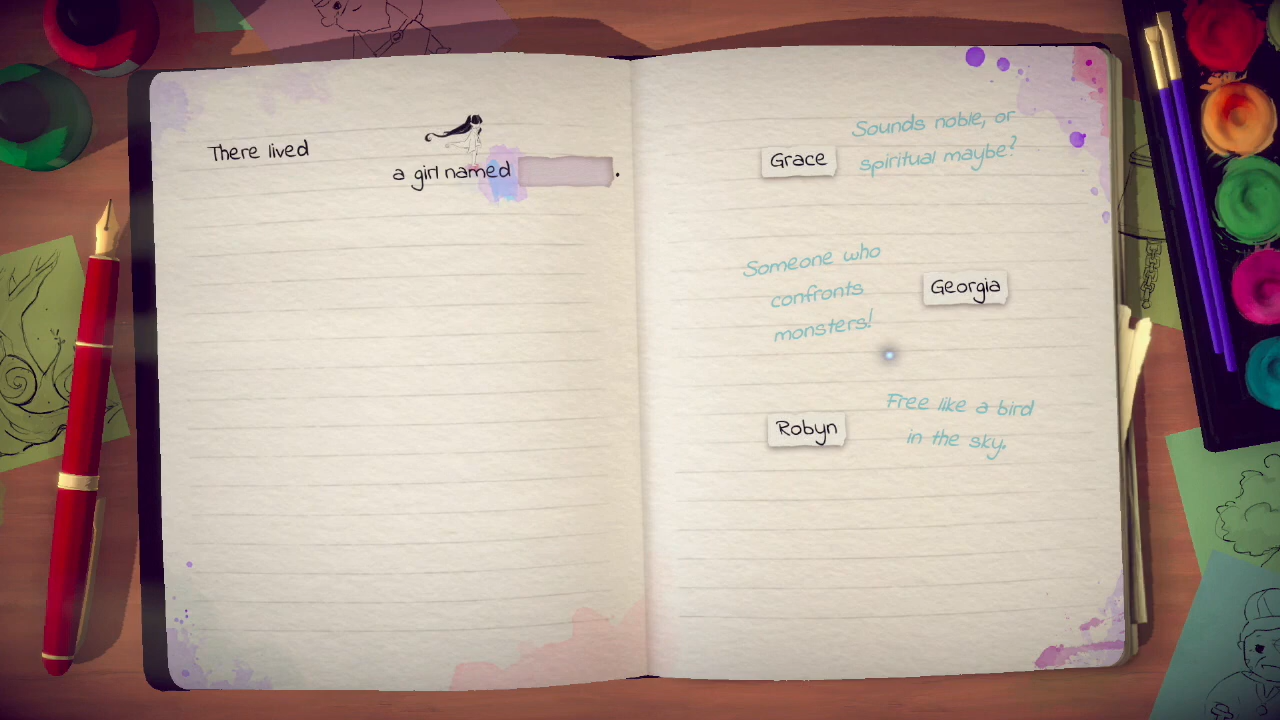 There lived
a girl named .
Sounds noble, or
spiritual maybe?
Grace
Someone who
confronts
monsters!
Georgia
Robyn
Free like a bird
in the sky.